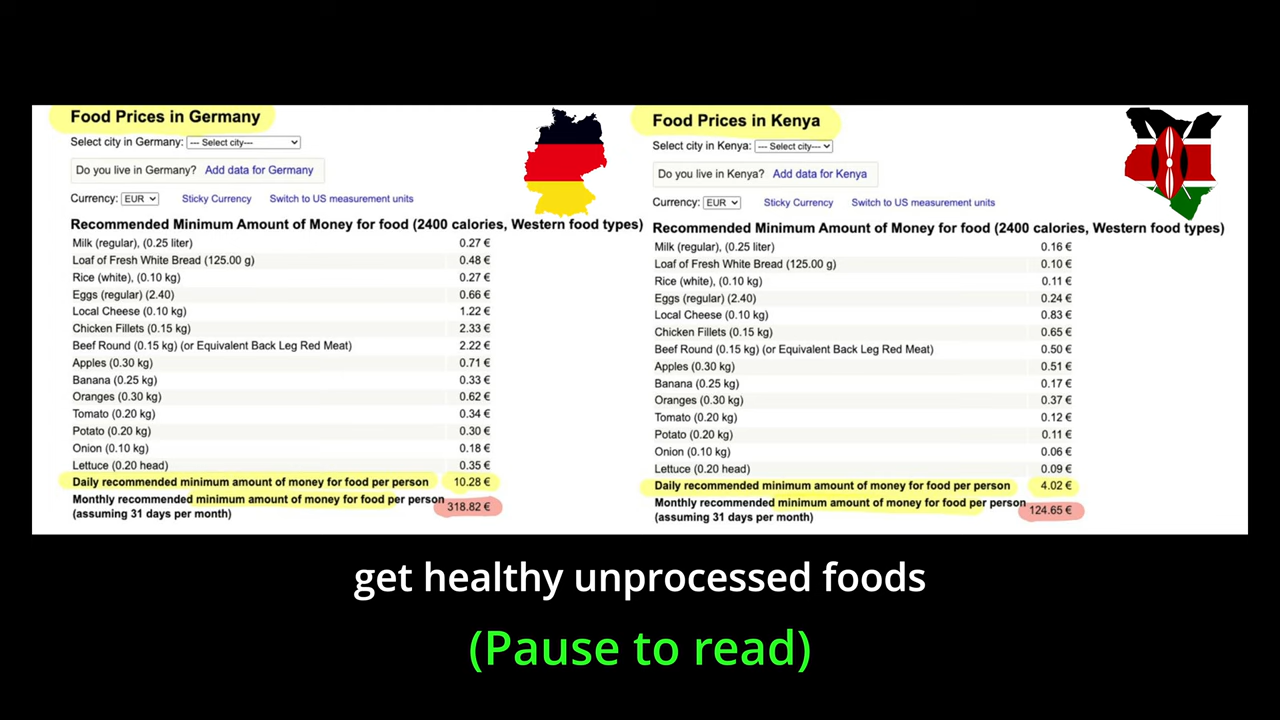 Food Prices in Germany
Select city in Germany: --- Select city---
Do you live in Germany? Add data for Germany
Currency: EUR Sticky Currency Switch to US measurement units
Recommended Minimum Amount of Money for food (2400 calories, Western food types)
Milk (regular), (0.25 liter) 0.27 €
Loaf of Fresh White Bread (125.00 g) 0.48 €
Rice (white), (0.10 kg) 0.27 €
Eggs (regular) (2.40) 0.66 €
Local Cheese (0.10 kg) 1.22 €
Chicken Fillets (0.15 kg) 2.33 €
Beef Round (0.15 kg) (or Equivalent Back Leg Red Meat) 2.22 €
Apples (0.30 kg) 0.71 €
Banana (0.25 kg) 0.33 €
Oranges (0.30 kg) 0.62 €
Tomato (0.20 kg) 0.34 €
Potato (0.20 kg) 0.30 €
Onion (0.10 kg) 0.18 €
Lettuce (0.20 head) 0.35 €
Daily recommended minimum amount of money for food per person 10.28 €
Monthly recommended minimum amount of money for food per person 318.82 €
(assuming 31 days per month)
Food Prices in Kenya
Select city in Kenya: --- Select city---
Do you live in Kenya? Add data for Kenya
Currency: EUR Sticky Currency Switch to US measurement units
Recommended Minimum Amount of Money for food (2400 calories, Western food types)
Milk (regular), (0.25 liter) 0.16 €
Loaf of Fresh White Bread (125.00 g) 0.10 €
Rice (white), (0.10 kg) 0.11 €
Eggs (regular) (2.40) 0.24 €
Local Cheese (0.10 kg) 0.83 €
Chicken Fillets (0.15 kg) 0.65 €
Beef Round (0.15 kg) (or Equivalent Back Leg Red Meat) 0.50 €
Apples (0.30 kg) 0.51 €
Banana (0.25 kg) 0.17 €
Oranges (0.30 kg) 0.37 €
Tomato (0.20 kg) 0.12 €
Potato (0.20 kg) 0.11 €
Onion (0.10 kg) 0.06 €
Lettuce (0.20 head) 0.09 €
Daily recommended minimum amount of money for food per person 4.02 €
Monthly recommended minimum amount of money for food per person 124.65 €
(assuming 31 days per month)
get healthy unprocessed foods
(Pause to read)